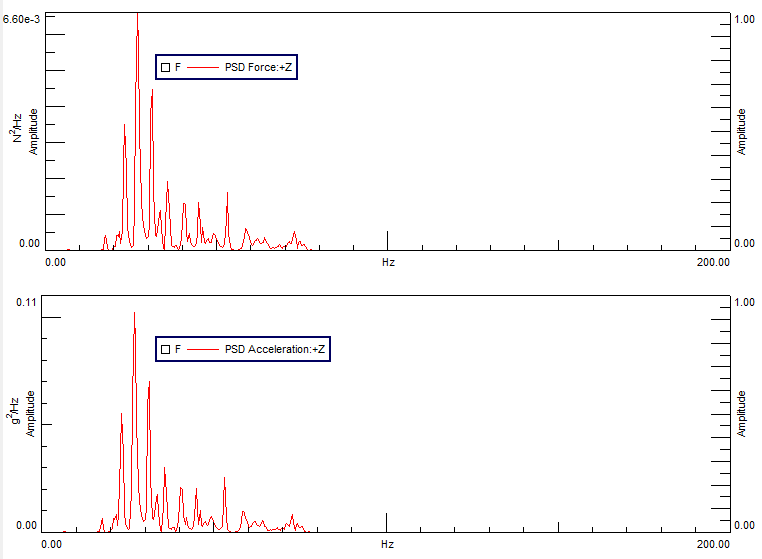 6.60e-3
1.00
F PSD Force:+Z
N²/Hz
Amplitude
Amplitude
0.00
0.00
0.00
Hz
200.00
0.11
1.00
F PSD Acceleration:+Z
g²/Hz
Amplitude
Amplitude
0.00
0.00
0.00
Hz
200.00